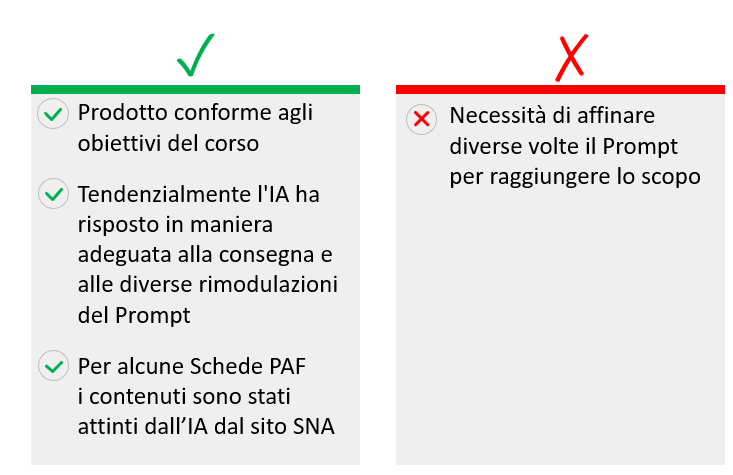 Prodotto conforme agli
obiettivi del corso
Tendenzialmente l'IA ha
risposto in maniera
adeguata alla consegna e
alle diverse rimodulazioni
del Prompt
Per alcune Schede PAF
i contenuti sono stati
attinti dall’IA dal sito SNA
Necessità di affinare
diverse volte il Prompt
per raggiungere lo scopo